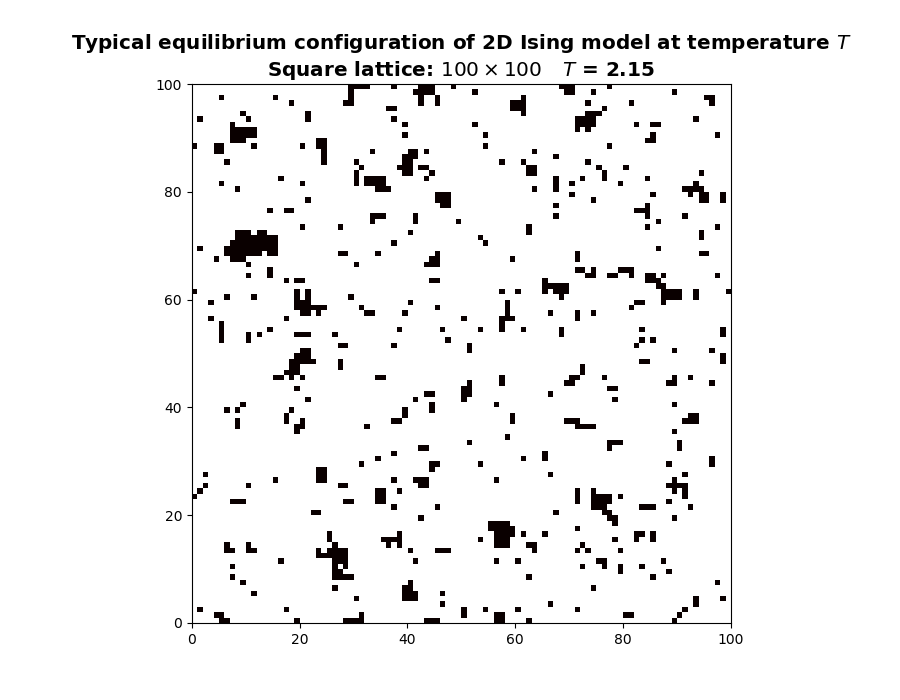 Typical equilibrium configuration of 2D Ising model at temperature T
Square lattice: 100 × 100 T = 2.15
100
80
60
40
20
0
0 20 40 60 80 100